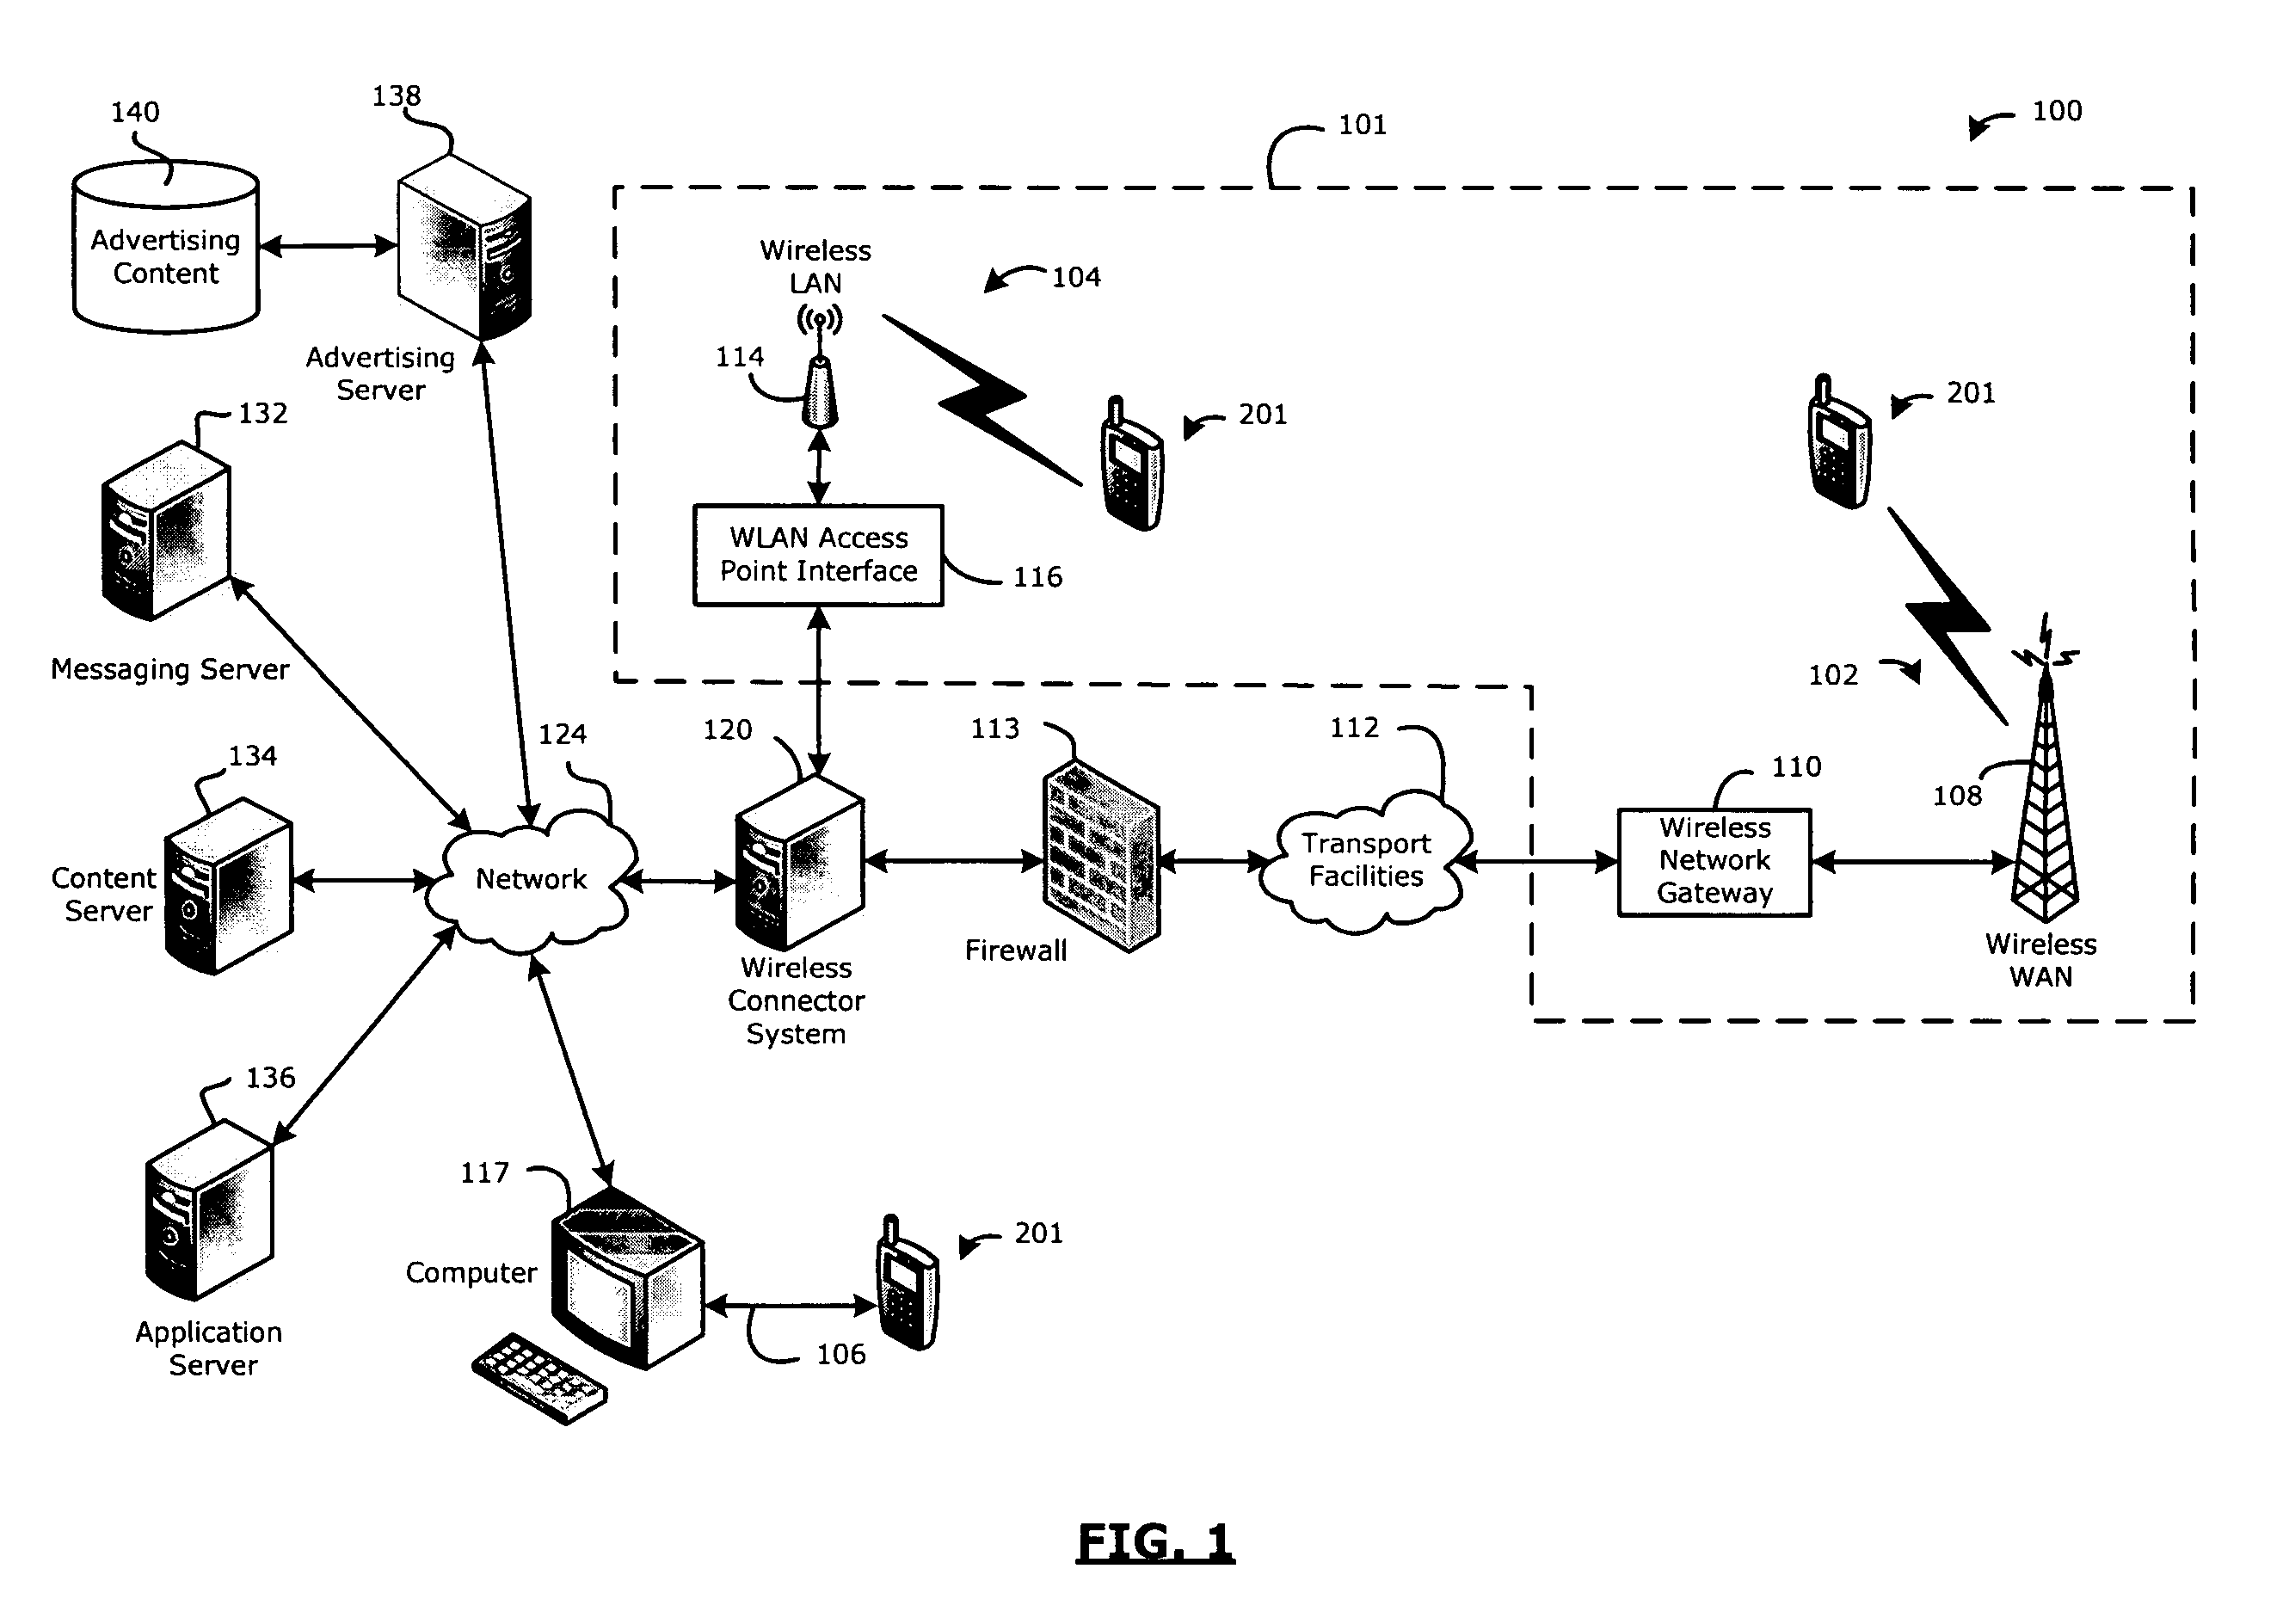 140
138
101
100
Advertising
Content
Wireless
LAN
104
114
Advertising
Server
201
201
132
WLAN Access
Point Interface
116
Messaging Server
102
124
120
113
112
134
110
108
Content
Server
Network
Transport
Facilities
Wireless
Network
Gateway
Firewall
Wireless
WAN
Wireless
Connector
System
136
117
201
Computer
Application
Server
106
FIG. 1